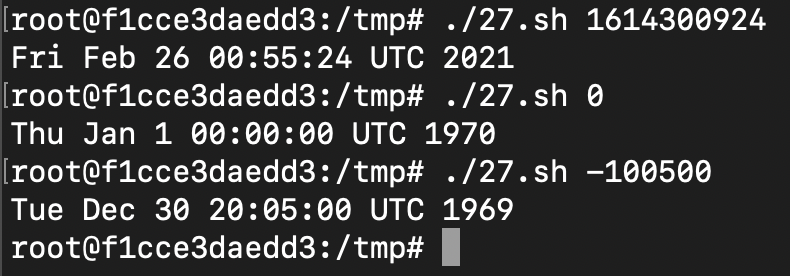 [root@f1cce3daedd3:/tmp# ./27.sh 1614300924
Fri Feb 26 00:55:24 UTC 2021
[root@f1cce3daedd3:/tmp# ./27.sh 0
Thu Jan 1 00:00:00 UTC 1970
[root@f1cce3daedd3:/tmp# ./27.sh -100500
Tue Dec 30 20:05:00 UTC 1969
root@f1cce3daedd3:/tmp#